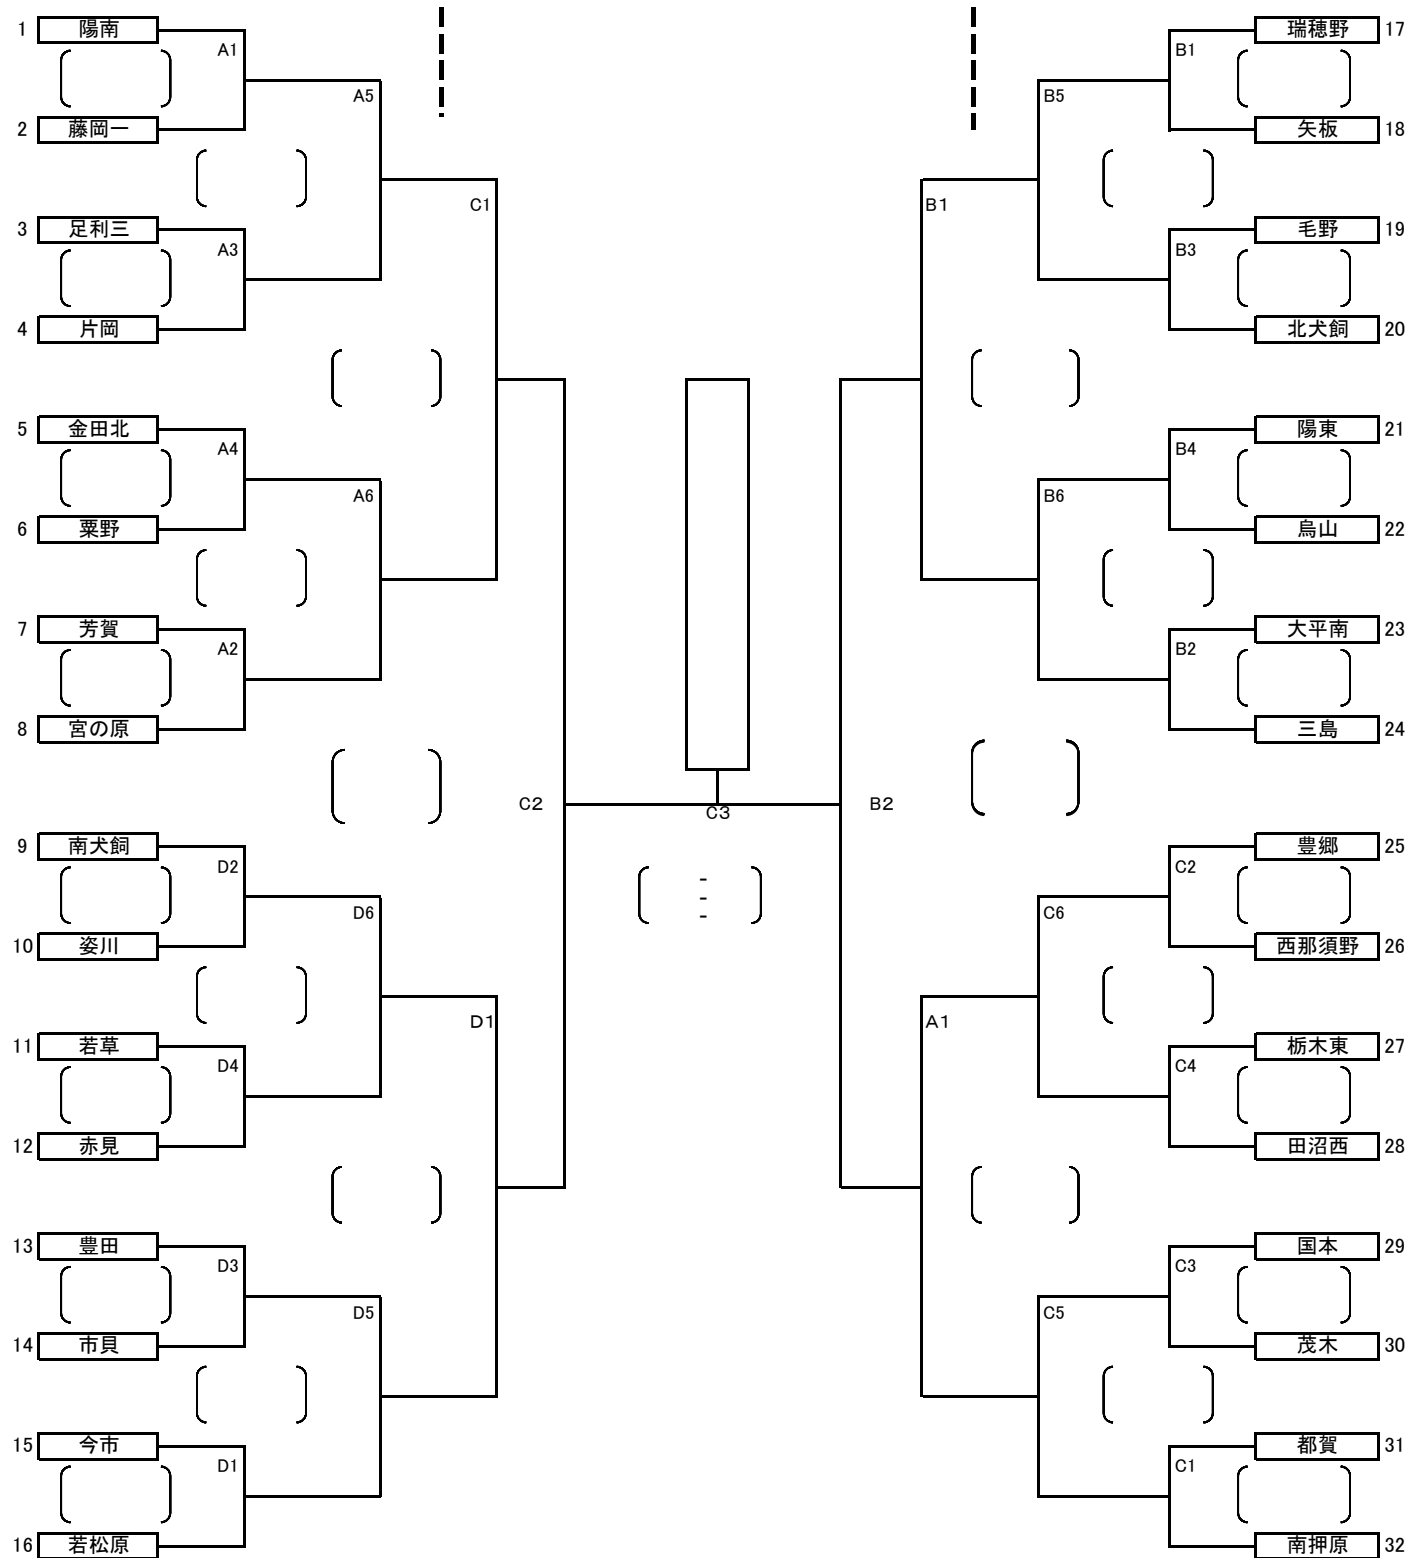 1 陽南
A1
A5
2 藤岡一
C1
3 足利三
A3
4 片岡
5 金田北
A4
A6
6 粟野
7 芳賀
A2
8 宮の原
C2
9 南犬飼
D2
D6
10 姿川
D1
11 若草
D4
12 赤見
13 豊田
D3
D5
14 市貝
15 今市
D1
16 若松原
C3
-
-
-
瑞穂野 17
B1
B5
矢板 18
B1
毛野 19
B3
北犬飼 20
陽東 21
B4
B6
烏山 22
大平南 23
B2
三島 24
B2
豊郷 25
C2
C6
西那須野 26
A1
栃木東 27
C4
田沼西 28
国本 29
C3
C5
茂木 30
都賀 31
C1
南押原 32